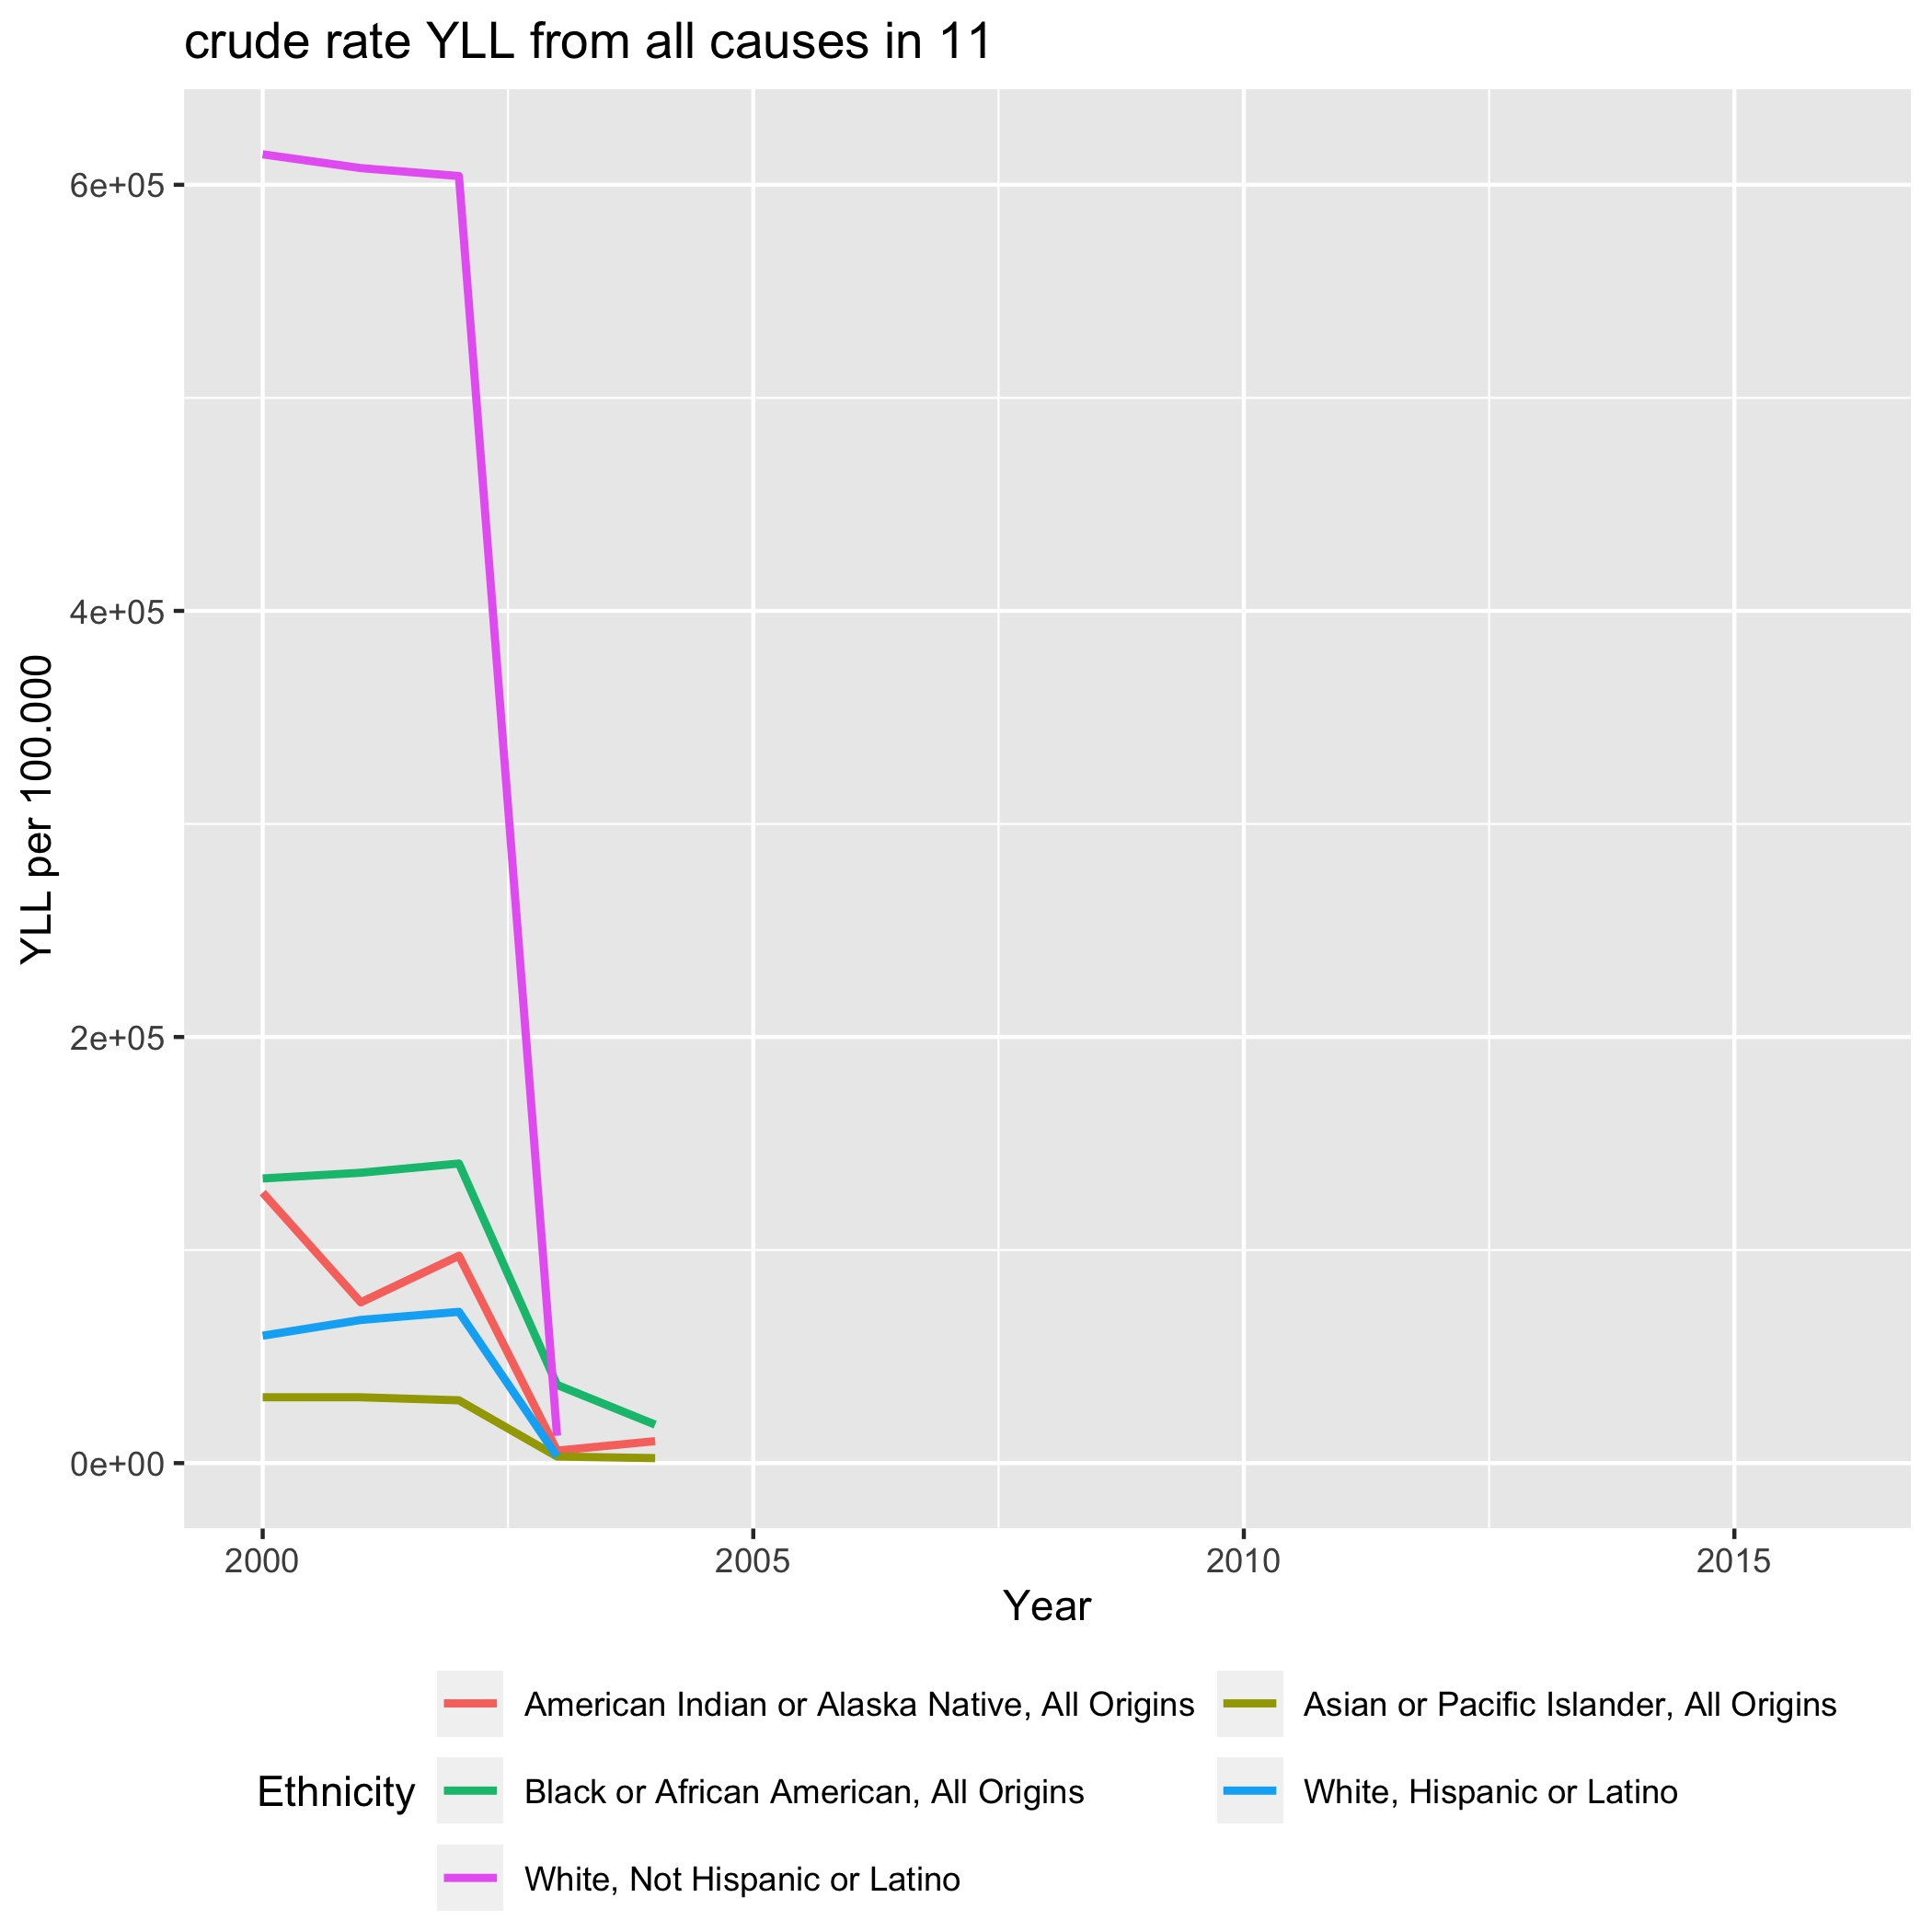 crude rate YLL from all causes in 11
YLL per 100.000
6e+05
4e+05
2e+05
0e+00
2000 2005 2010 2015
Year
Ethnicity
American Indian or Alaska Native, All Origins
Asian or Pacific Islander, All Origins
Black or African American, All Origins
White, Hispanic or Latino
White, Not Hispanic or Latino